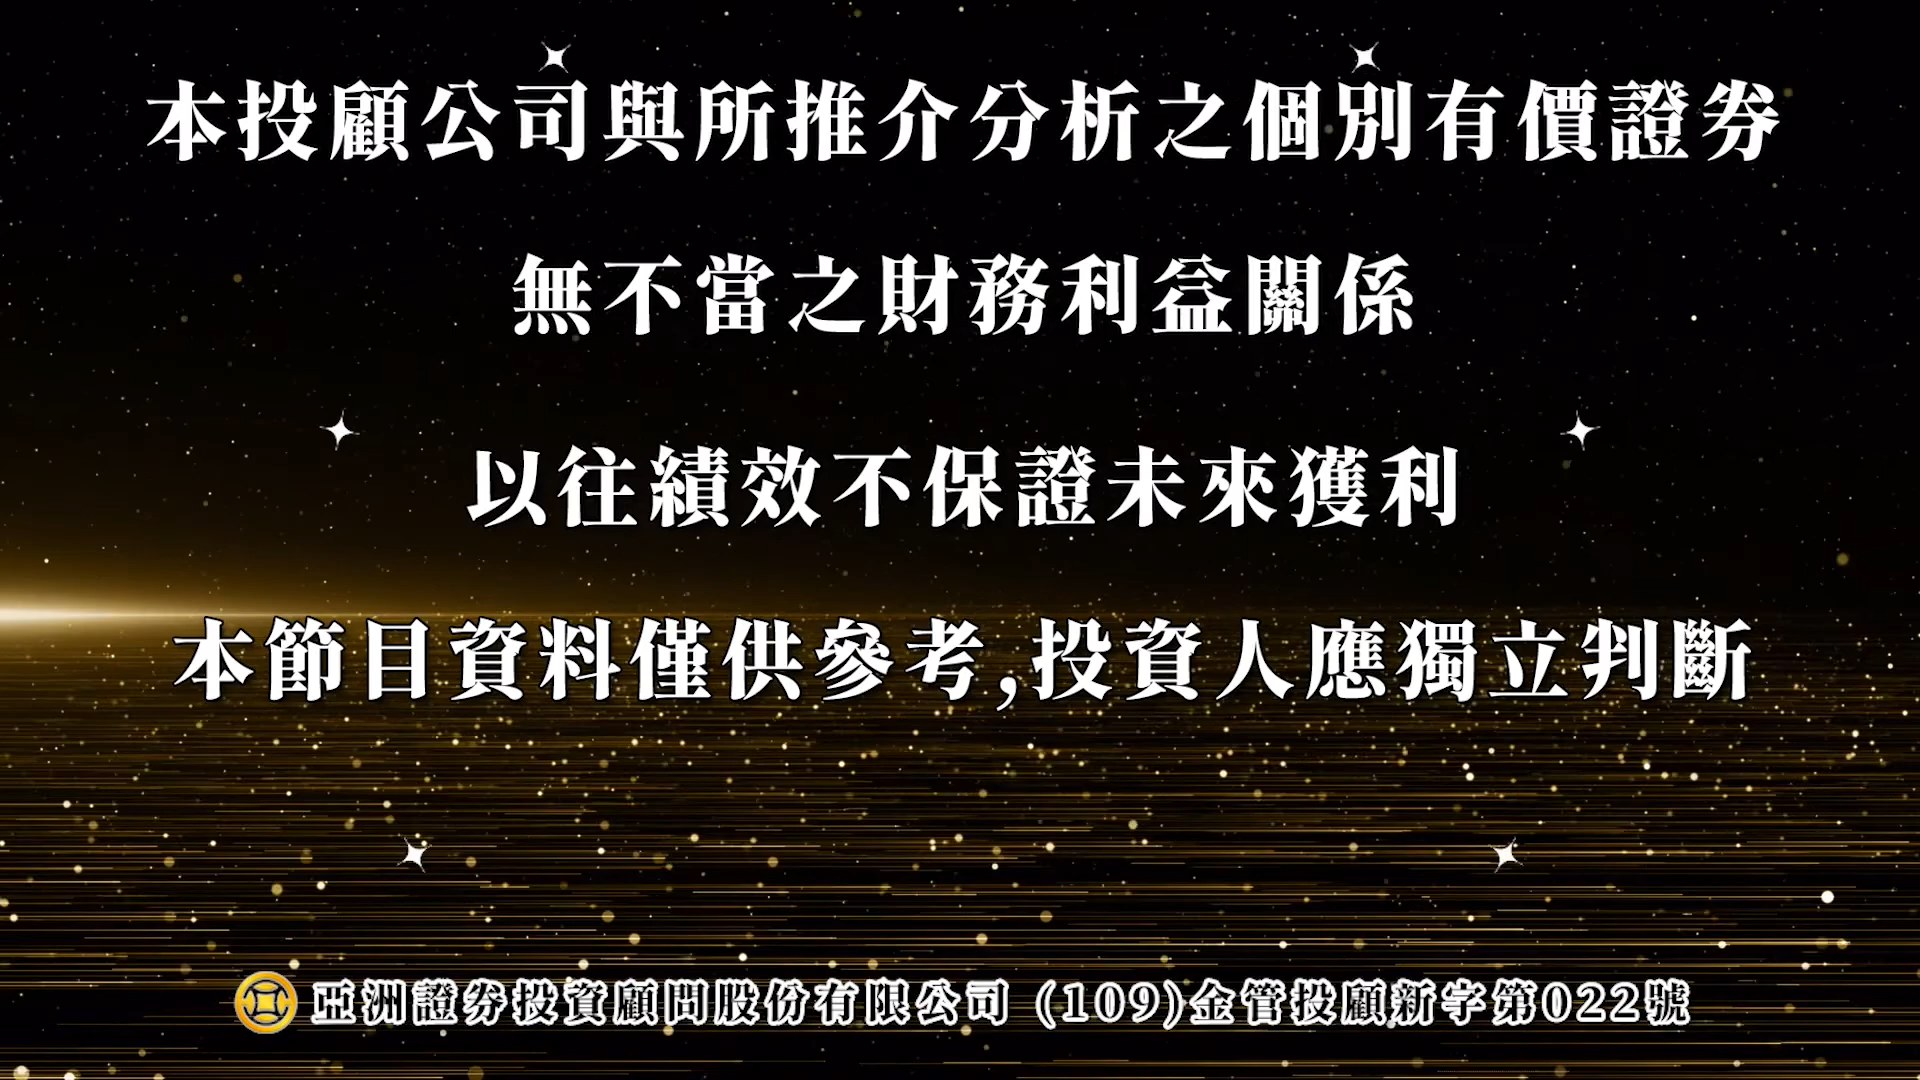 本投顧公司與所推介分析之個別有價證券
無不當之財務利益關係
以往績效不保證未來獲利
本節目資料僅供參考,投資人應獨立判斷
亞洲證券投資顧問股份有限公司 (109)金管投顧新字第022號